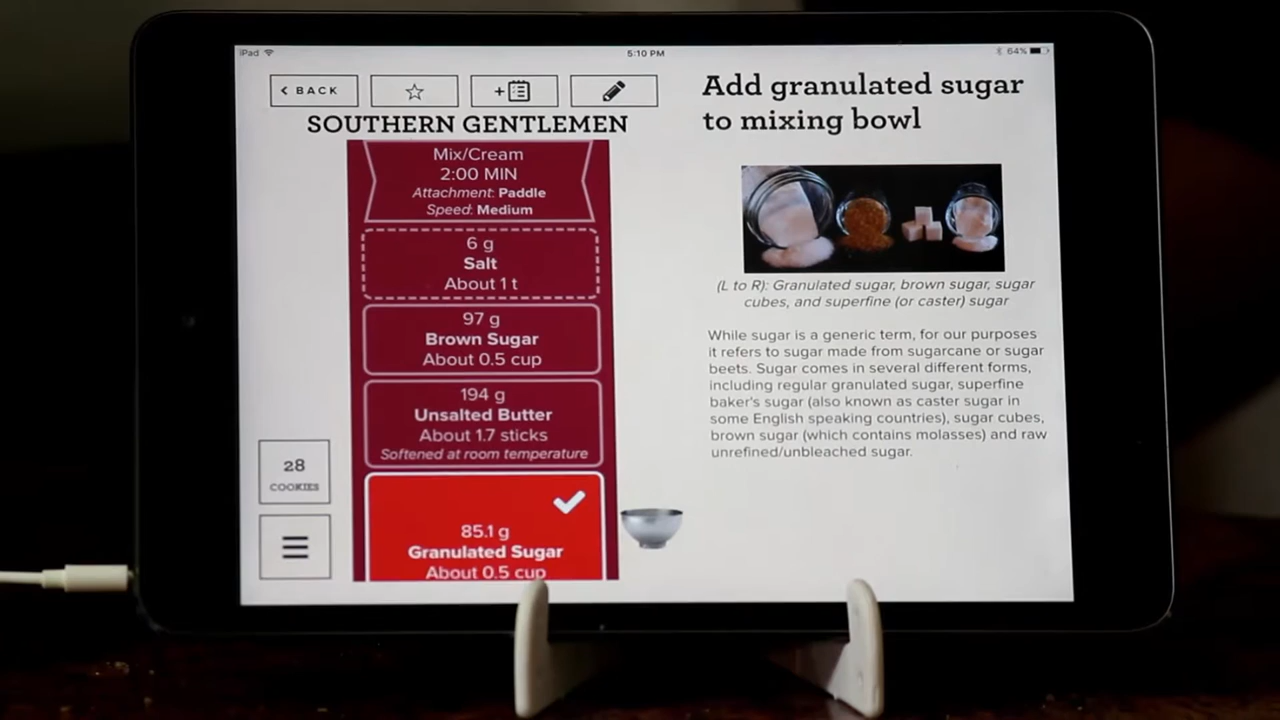 iPad
5:10 PM
64%
< BACK
+
SOUTHERN GENTLEMEN
Mix/Cream
2:00 MIN
Attachment: Paddle
Speed: Medium
6 g
Salt
About 1 t
97 g
Brown Sugar
About 0.5 cup
194 g
Unsalted Butter
About 1.7 sticks
Softened at room temperature
85.1 g
Granulated Sugar
About 0.5 cup
28
COOKIES
Add granulated sugar
to mixing bowl
(L to R): Granulated sugar, brown sugar, sugar
cubes, and superfine (or caster) sugar
While sugar is a generic term, for our purposes
it refers to sugar made from sugarcane or sugar
beets. Sugar comes in several different forms,
including regular granulated sugar, superfine
baker's sugar (also known as caster sugar in
some English speaking countries), sugar cubes,
brown sugar (which contains molasses) and raw
unrefined/unbleached sugar.